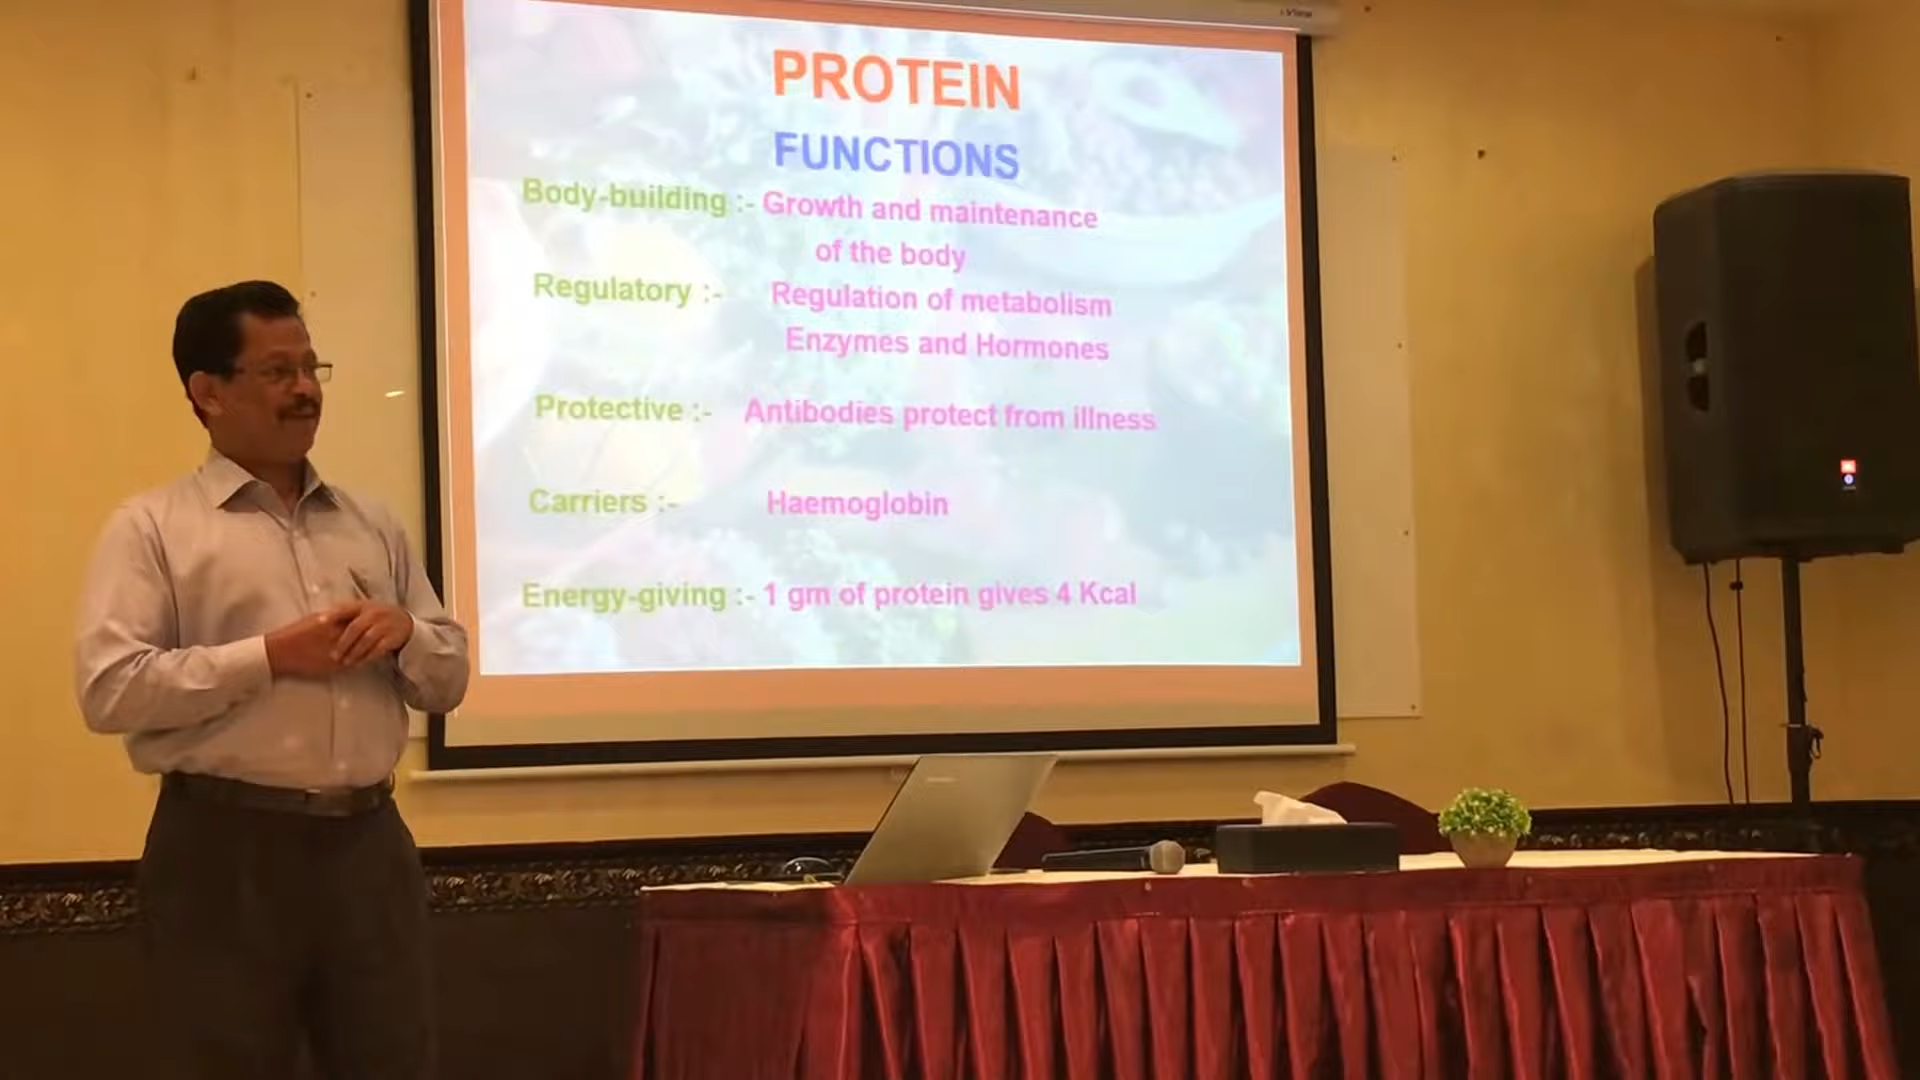 PROTEIN
FUNCTIONS
Body-building :- Growth and maintenance
of the body
Regulatory :- Regulation of metabolism
Enzymes and Hormones
Protective :- Antibodies protect from illness
Carriers :- Haemoglobin
Energy-giving :- 1 gm of protein gives 4 Kcal